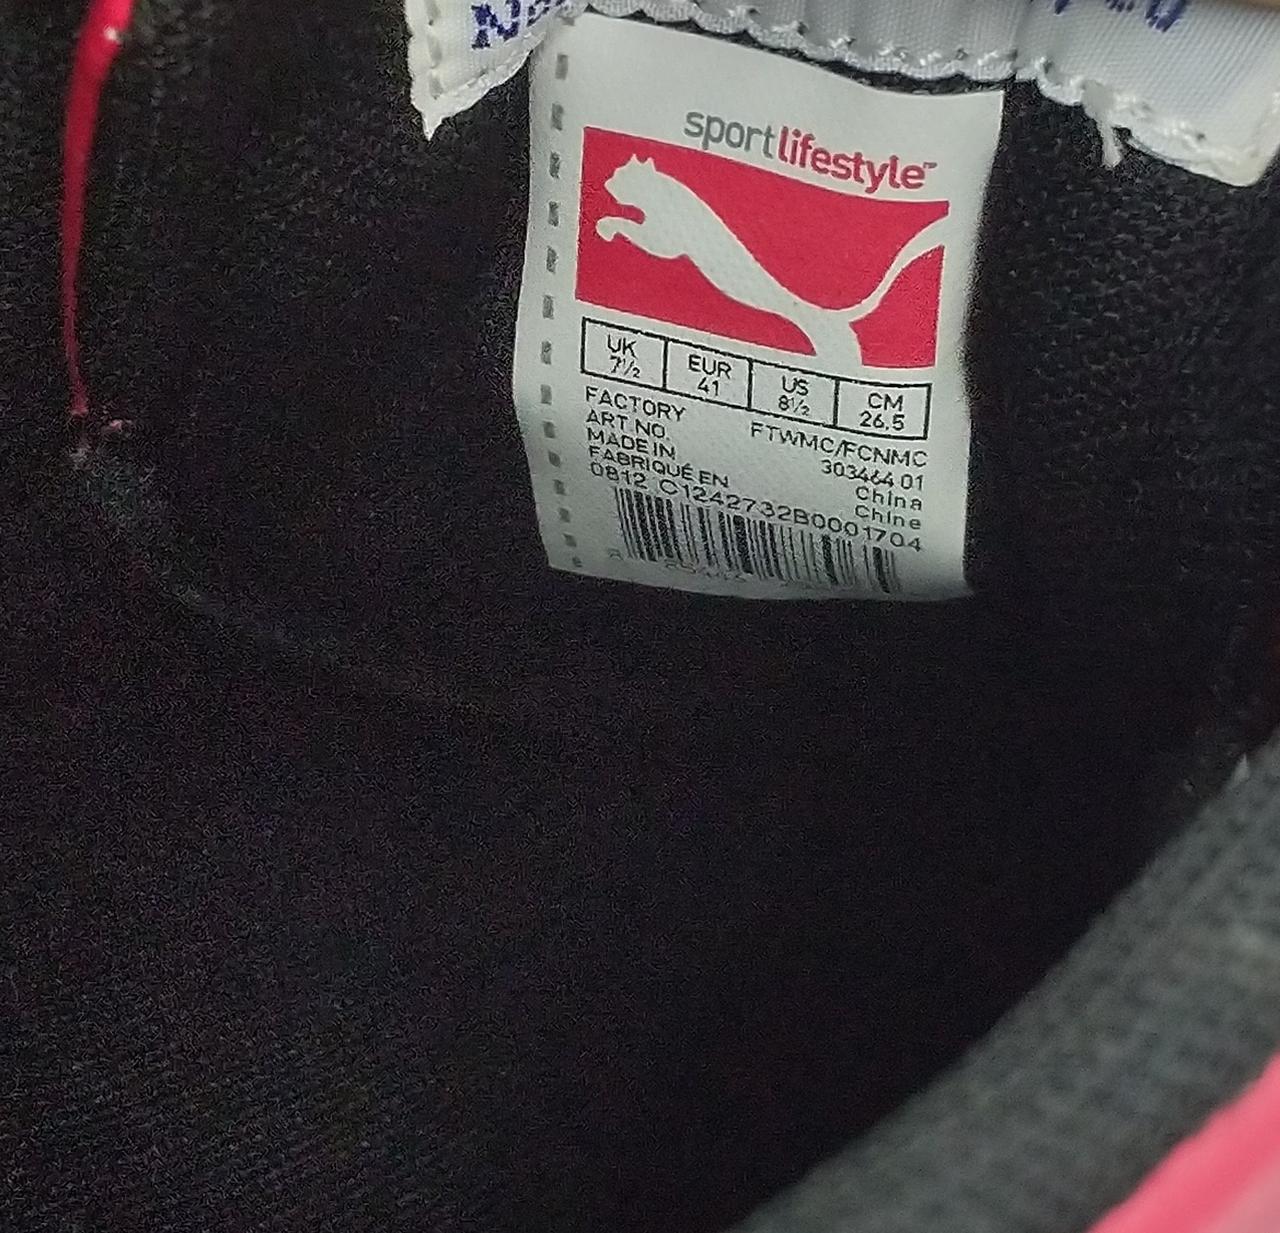 sportlifestyle™
UK EUR US CM
7½ 41 8½ 26.5
FACTORY FTWMC/FCNMC
ART NO. 303464 01
MADE IN China
FABRIQUÉ EN Chine
0812 C1242732B0001704